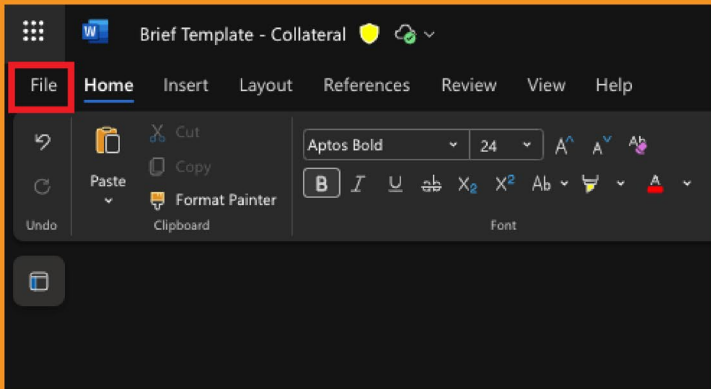 W Brief Template - Collateral
File Home Insert Layout References Review View Help
Cut
Aptos Bold 24 A A A
Copy
Paste B I U ab X2 X2 Ab A
Format Painter
Undo Clipboard Font